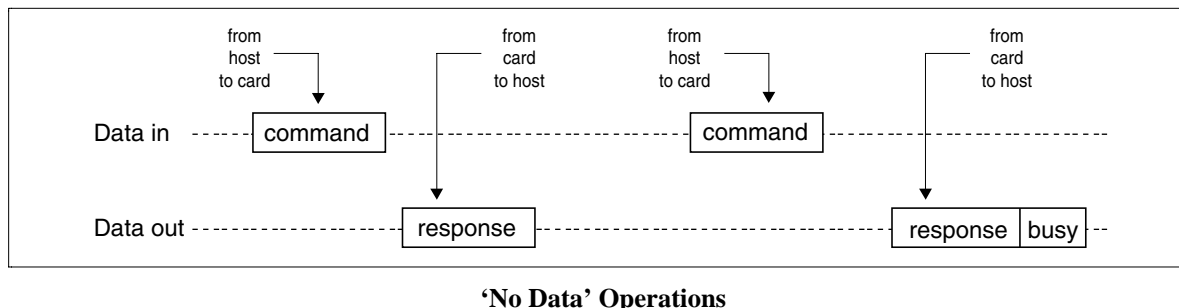 from
host
to card
from
card
to host
from
host
to card
from
card
to host
Data in
command
command
Data out
response
response
busy
‘No Data’ Operations